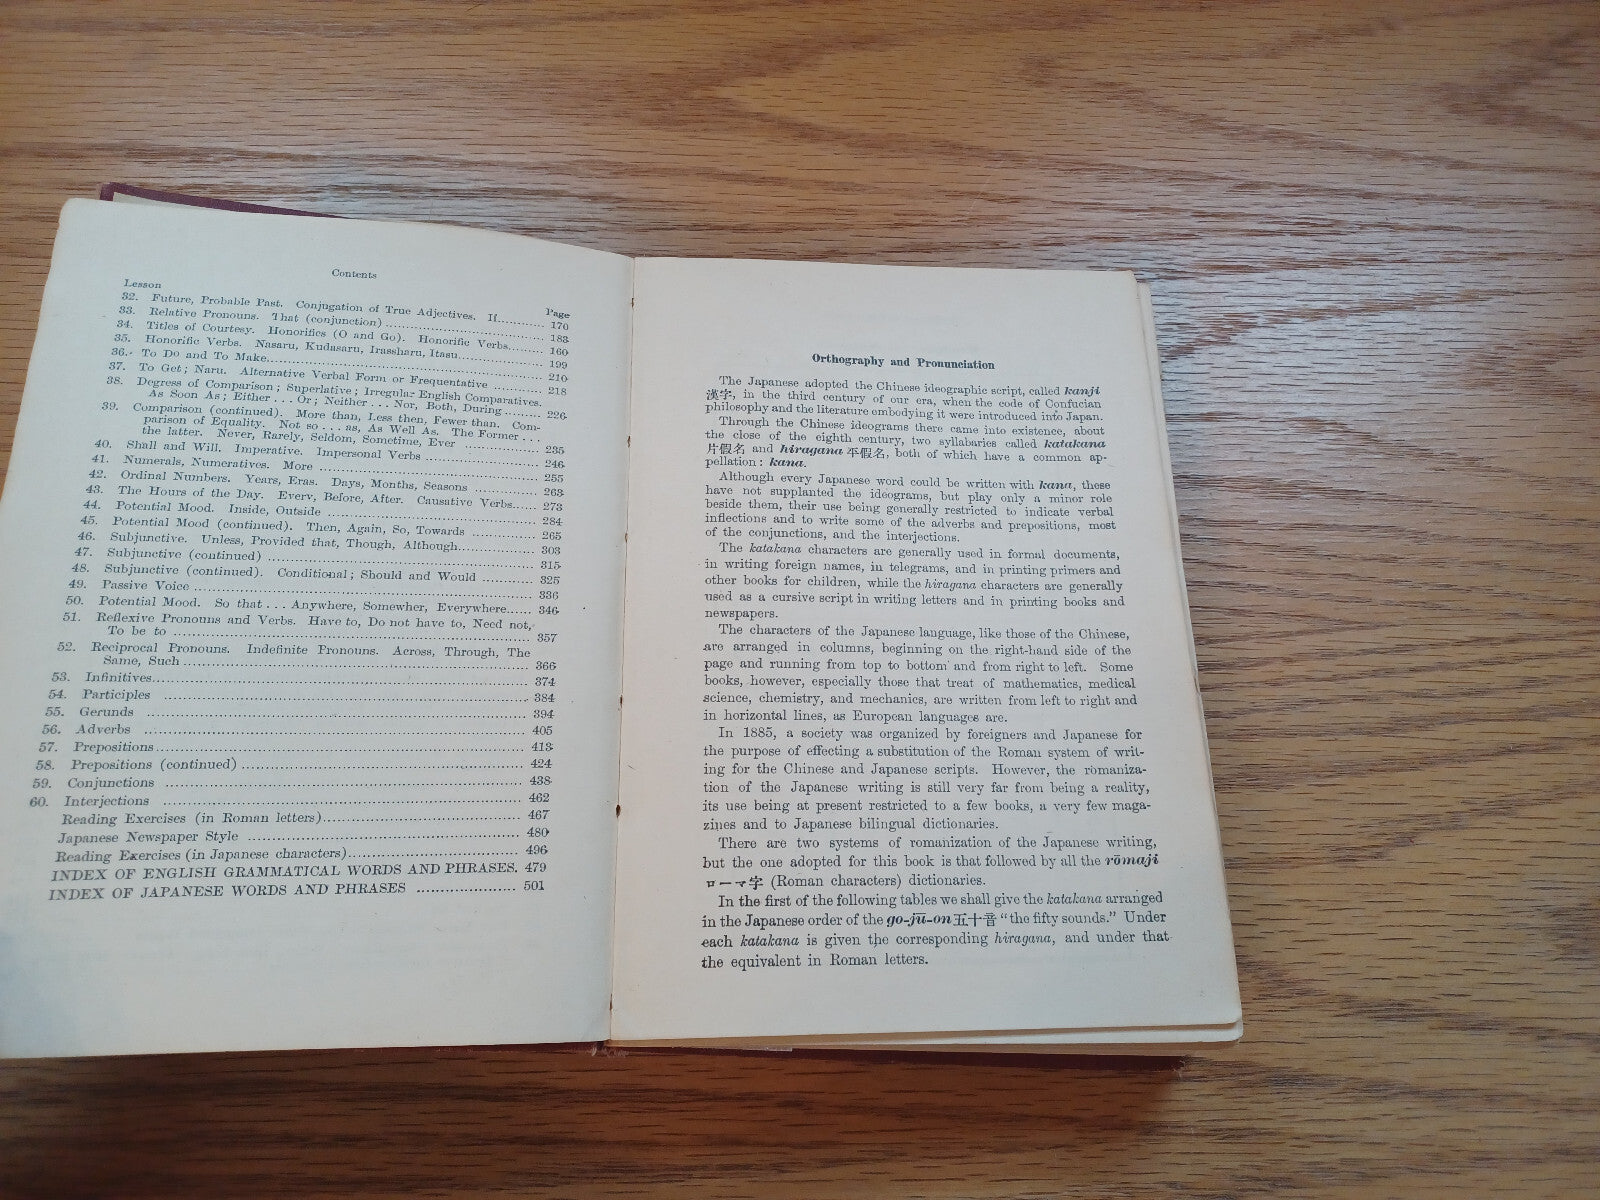 Contents
Lesson
Page
32. Future, Probable Past. Conjugation of True Adjectives. If............ 170
33. Relative Pronouns. That (conjunction) ........................................ 183
34. Titles of Courtesy. Honorifics (O and Go). Honorific Verbs........ 160
35. Honorific Verbs. Nasaru, Kudasaru, Irassharu, Itasu..................... 199
36. To Do and To Make........................................................................ 210
37. To Get; Naru. Alternative Verbal Form or Frequentative ............ 218
38. Degress of Comparison; Superlative; Irregular English Comparatives.
As Soon As; Either . . . Or; Neither . . . Nor, Both, During ......... 226
39. Comparison (continued). More than, Less then, Fewer than. Com-
parison of Equality. Not so . . . as, As Well As. The Former . . .
the latter. Never, Rarely, Seldom, Sometime, Ever .................. 235
40. Shall and Will. Imperative. Impersonal Verbs ........................... 246
41. Numerals, Numeratives. More ...................................................... 255
42. Ordinal Numbers. Years, Eras. Days, Months, Seasons ............... 263
43. The Hours of the Day. Everv, Before, After. Causative Verbs...... 273
44. Potential Mood. Inside, Outside ................................................... 284
45. Potential Mood (continued). Then, Again, So, Towards ............... 265
46. Subjunctive. Unless, Provided that, Though, Although.................. 303
47. Subjunctive (continued) ............................................................... 315
48. Subjunctive (continued). Conditional; Should and Would ............ 325
49. Passive Voice ................................................................................. 336
50. Potential Mood. So that . . . Anywhere, Somewher, Everywhere...... 346
51. Reflexive Pronouns and Verbs. Have to, Do not have to, Need not,
To be to ........................................................................... 357
52. Reciprocal Pronouns. Indefinite Pronouns. Across, Through, The
Same, Such ........................................................................... 366
53. Infinitives........................................................................... 374
54. Participles ........................................................................... 384
55. Gerunds ........................................................................... 394
56. Adverbs ........................................................................... 405
57. Prepositions ........................................................................... 413
58. Prepositions (continued) ...................................................... 424
59. Conjunctions ........................................................................... 438
60. Interjections ........................................................................... 462
Reading Exercises (in Roman letters)....................................... 467
Japanese Newspaper Style ...................................................... 480
Reading Exercises (in Japanese characters)................................. 496
INDEX OF ENGLISH GRAMMATICAL WORDS AND PHRASES. 479
INDEX OF JAPANESE WORDS AND PHRASES .................. 501
Orthography and Pronunciation
The Japanese adopted the Chinese ideographic script, called kanji
漢字, in the third century of our era, when the code of Confucian
philosophy and the literature embodying it were introduced into Japan.
Through the Chinese ideograms there came into existence, about
the close of the eighth century, two syllabaries called katakana
片假名 and hiragana 平假名, both of which have a common ap-
pellation: kana.
Although every Japanese word could be written with kana, these
have not supplanted the ideograms, but play only a minor role
beside them, their use being generally restricted to indicate verbal
inflections and to write some of the adverbs and prepositions, most
of the conjunctions, and the interjections.
The katakana characters are generally used in formal documents,
in writing foreign names, in telegrams, and in printing primers and
other books for children, while the hiragana characters are generally
used as a cursive script in writing letters and in printing books and
newspapers.
The characters of the Japanese language, like those of the Chinese,
are arranged in columns, beginning on the right-hand side of the
page and running from top to bottom and from right to left. Some
books, however, especially those that treat of mathematics, medical
science, chemistry, and mechanics, are written from left to right and
in horizontal lines, as European languages are.
In 1885, a society was organized by foreigners and Japanese for
the purpose of effecting a substitution of the Roman system of writ-
ing for the Chinese and Japanese scripts. However, the romaniza-
tion of the Japanese writing is still very far from being a reality,
its use being at present restricted to a few books, a very few maga-
zines and to Japanese bilingual dictionaries.
There are two systems of romanization of the Japanese writing,
but the one adopted for this book is that followed by all the rōmaji
ローマ字 (Roman characters) dictionaries.
In the first of the following tables we shall give the katakana arranged
in the Japanese order of the go-jū-on 五十音 “the fifty sounds.” Under
each katakana is given the corresponding hiragana, and under that
the equivalent in Roman letters.